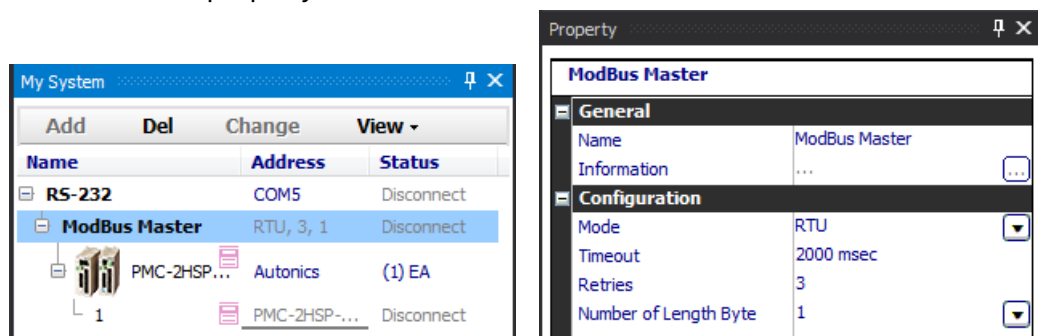 My System
Add Del Change View
Name Address Status
RS-232 COM5 Disconnect
ModBus Master RTU, 3, 1 Disconnect
PMC-2HSP... Autonics (1) EA
1 PMC-2HSP-... Disconnect
Property
ModBus Master
General
Name ModBus Master
Information ... ...
Configuration
Mode RTU
Timeout 2000 msec
Retries 3
Number of Length Byte 1